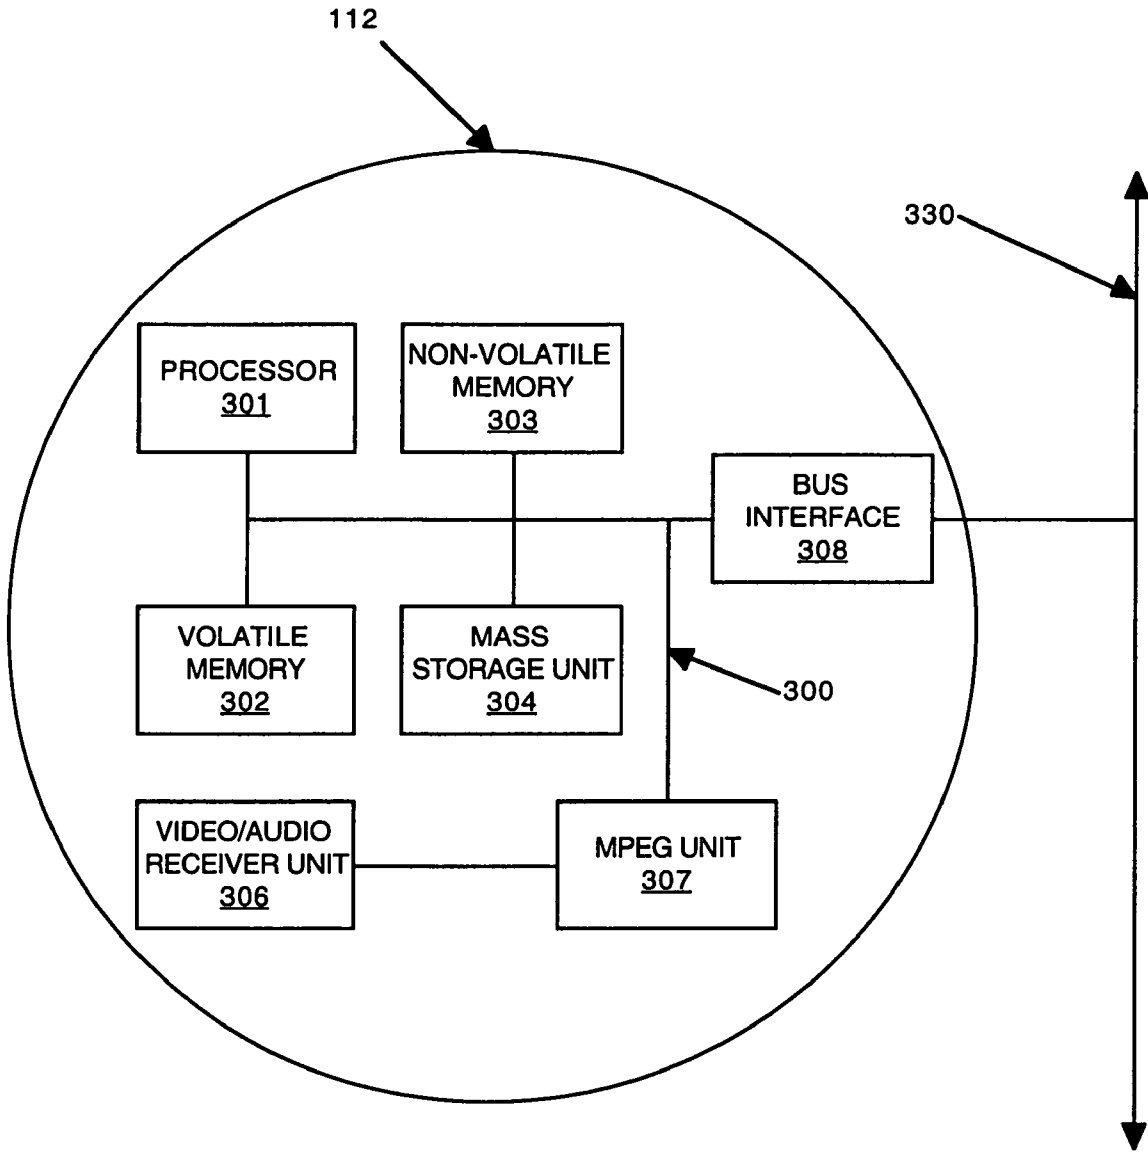 112
330
PROCESSOR
301
NON-VOLATILE
MEMORY
303
BUS
INTERFACE
308
VOLATILE
MEMORY
302
MASS
STORAGE UNIT
304
300
VIDEO/AUDIO
RECEIVER UNIT
306
MPEG UNIT
307